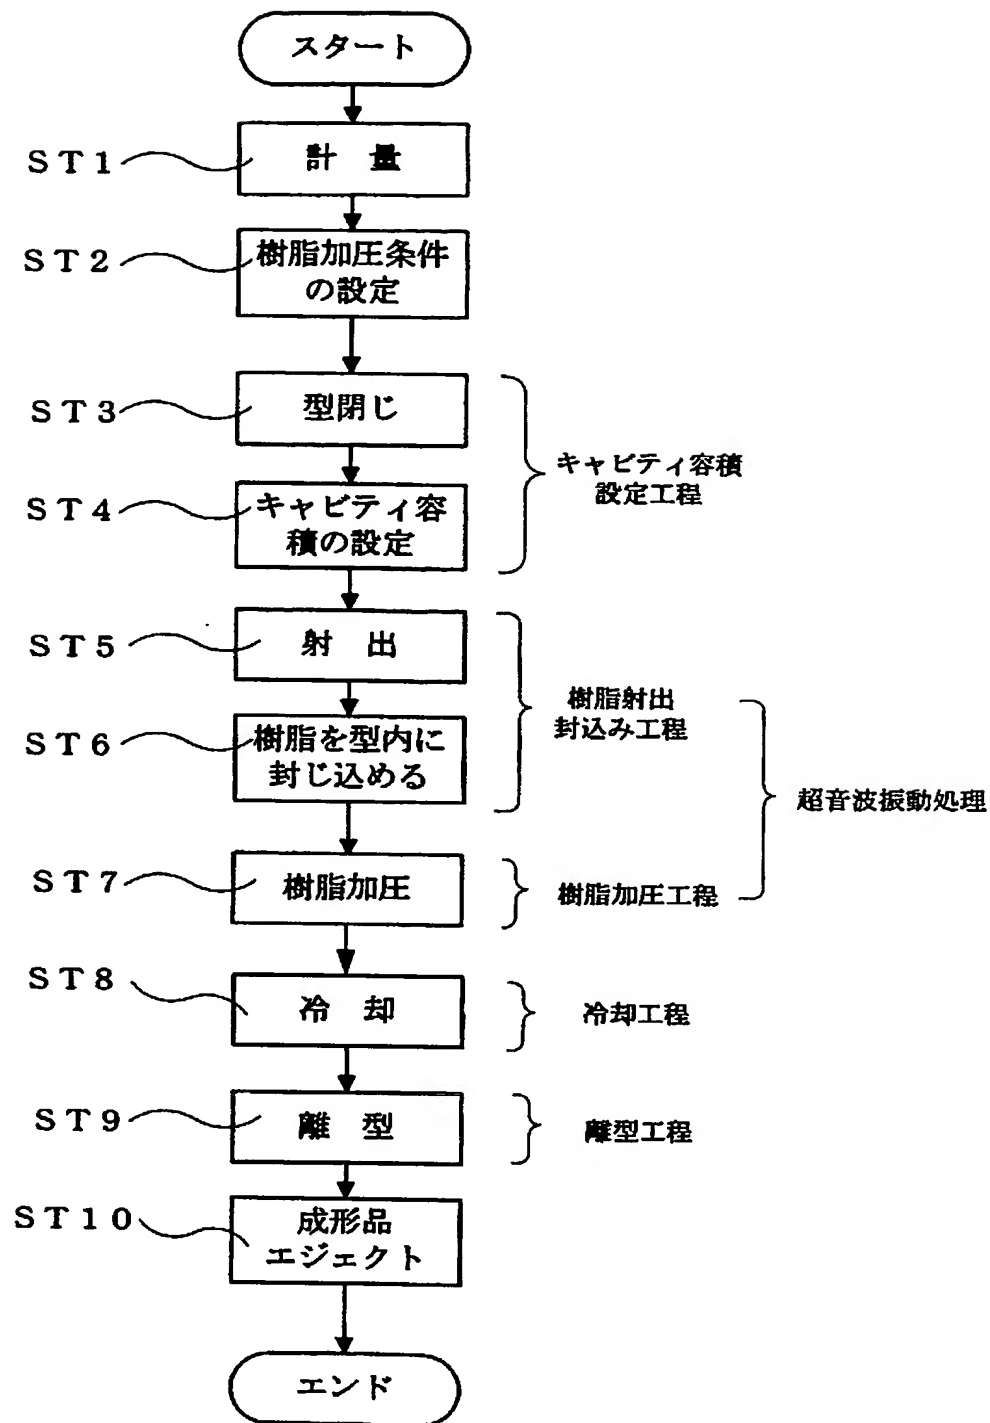 スタート
ST1
計 量
ST2
樹脂加圧条件
の設定
ST3
型閉じ
ST4
キャビティ容
積の設定
キャビティ容積
設定工程
ST5
射 出
ST6
樹脂を型内に
封じ込める
樹脂射出
封込み工程
超音波振動処理
ST7
樹脂加圧
樹脂加圧工程
ST8
冷 却
冷却工程
ST9
離 型
離型工程
ST10
成形品
エジェクト
エンド